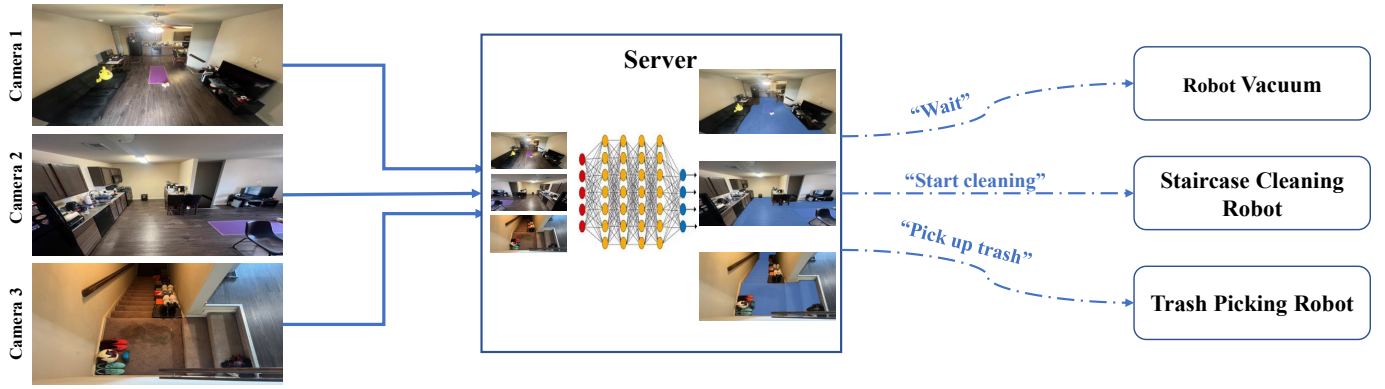 Camera 1
Camera 2
Camera 3
Server
“Wait”
“Start cleaning”
“Pick up trash”
Robot Vacuum
Staircase Cleaning
Robot
Trash Picking Robot